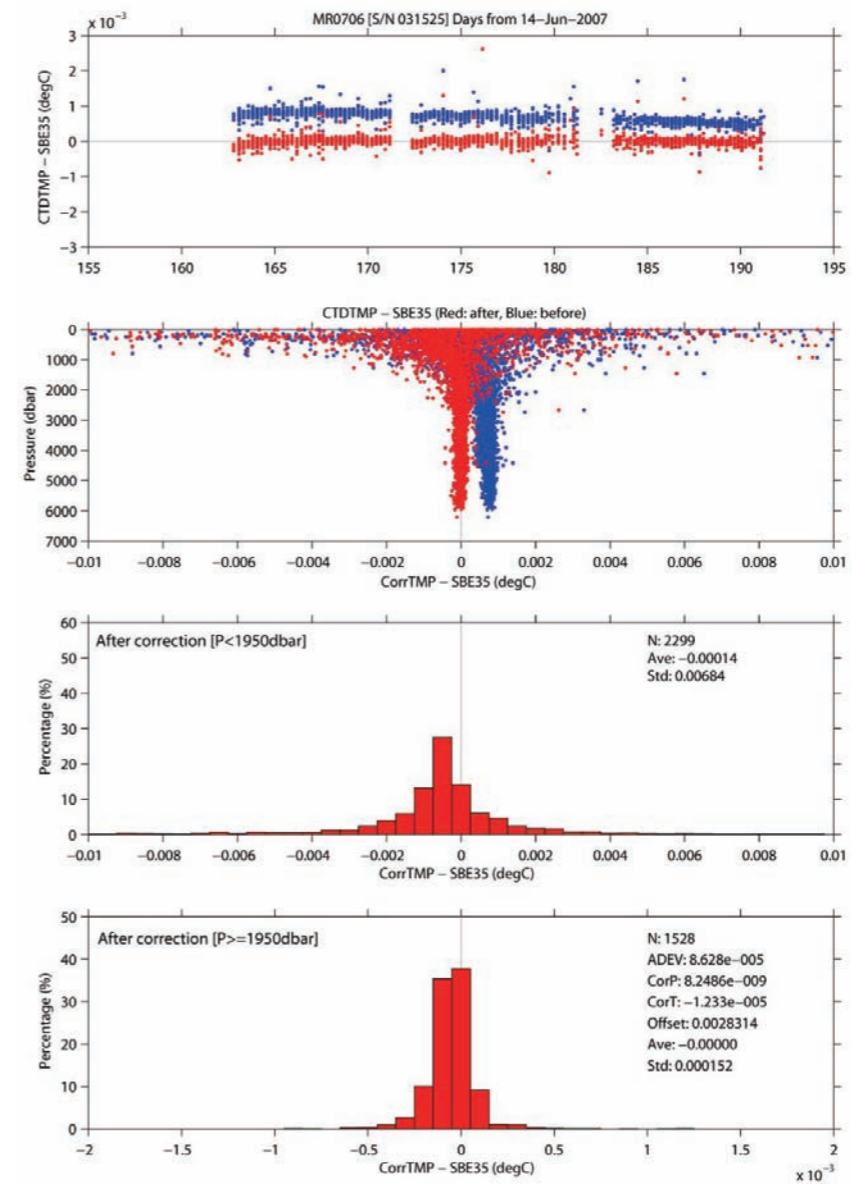 MR0706 [S/N 031525] Days from 14−Jun−2007
x 10−3
CTDTMP − SBE35 (degC)
3
2
1
0
−1
−2
−3
155 160 165 170 175 180 185 190 195
CTDTMP − SBE35 (Red: after, Blue: before)
Pressure (dbar)
0
1000
2000
3000
4000
5000
6000
7000
−0.01 −0.008 −0.006 −0.004 −0.002 0 0.002 0.004 0.006 0.008 0.01
CorrTMP − SBE35 (degC)
After correction [P<1950dbar]
N: 2299
Ave: −0.00014
Std: 0.00684
Percentage (%)
60
50
40
30
20
10
0
−0.01 −0.008 −0.006 −0.004 −0.002 0 0.002 0.004 0.006 0.008 0.01
CorrTMP − SBE35 (degC)
After correction [P>=1950dbar]
N: 1528
ADEV: 8.628e−005
CorP: 8.2486e−009
CorT: −1.233e−005
Offset: 0.0028314
Ave: −0.00000
Std: 0.000152
Percentage (%)
50
40
30
20
10
0
−2 −1.5 −1 −0.5 0 0.5 1 1.5 2
CorrTMP − SBE35 (degC)
x 10−3